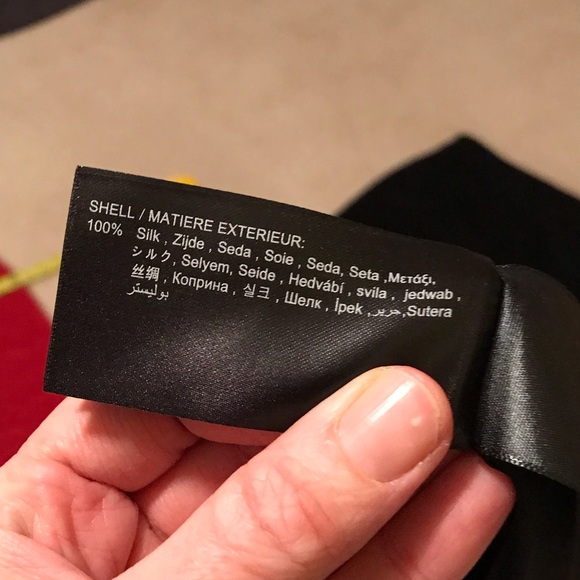 SHELL / MATIERE EXTERIEUR:
100% Silk , Zijde , Seda , Soie , Seda, Seta ,Μετάξι,
シルク, Selyem, Seide , Hedvábí , svila , jedwab ,
丝绸 , Коприна , 실크 , Шелк , İpek ,حرير ,Sutera
بوليستر